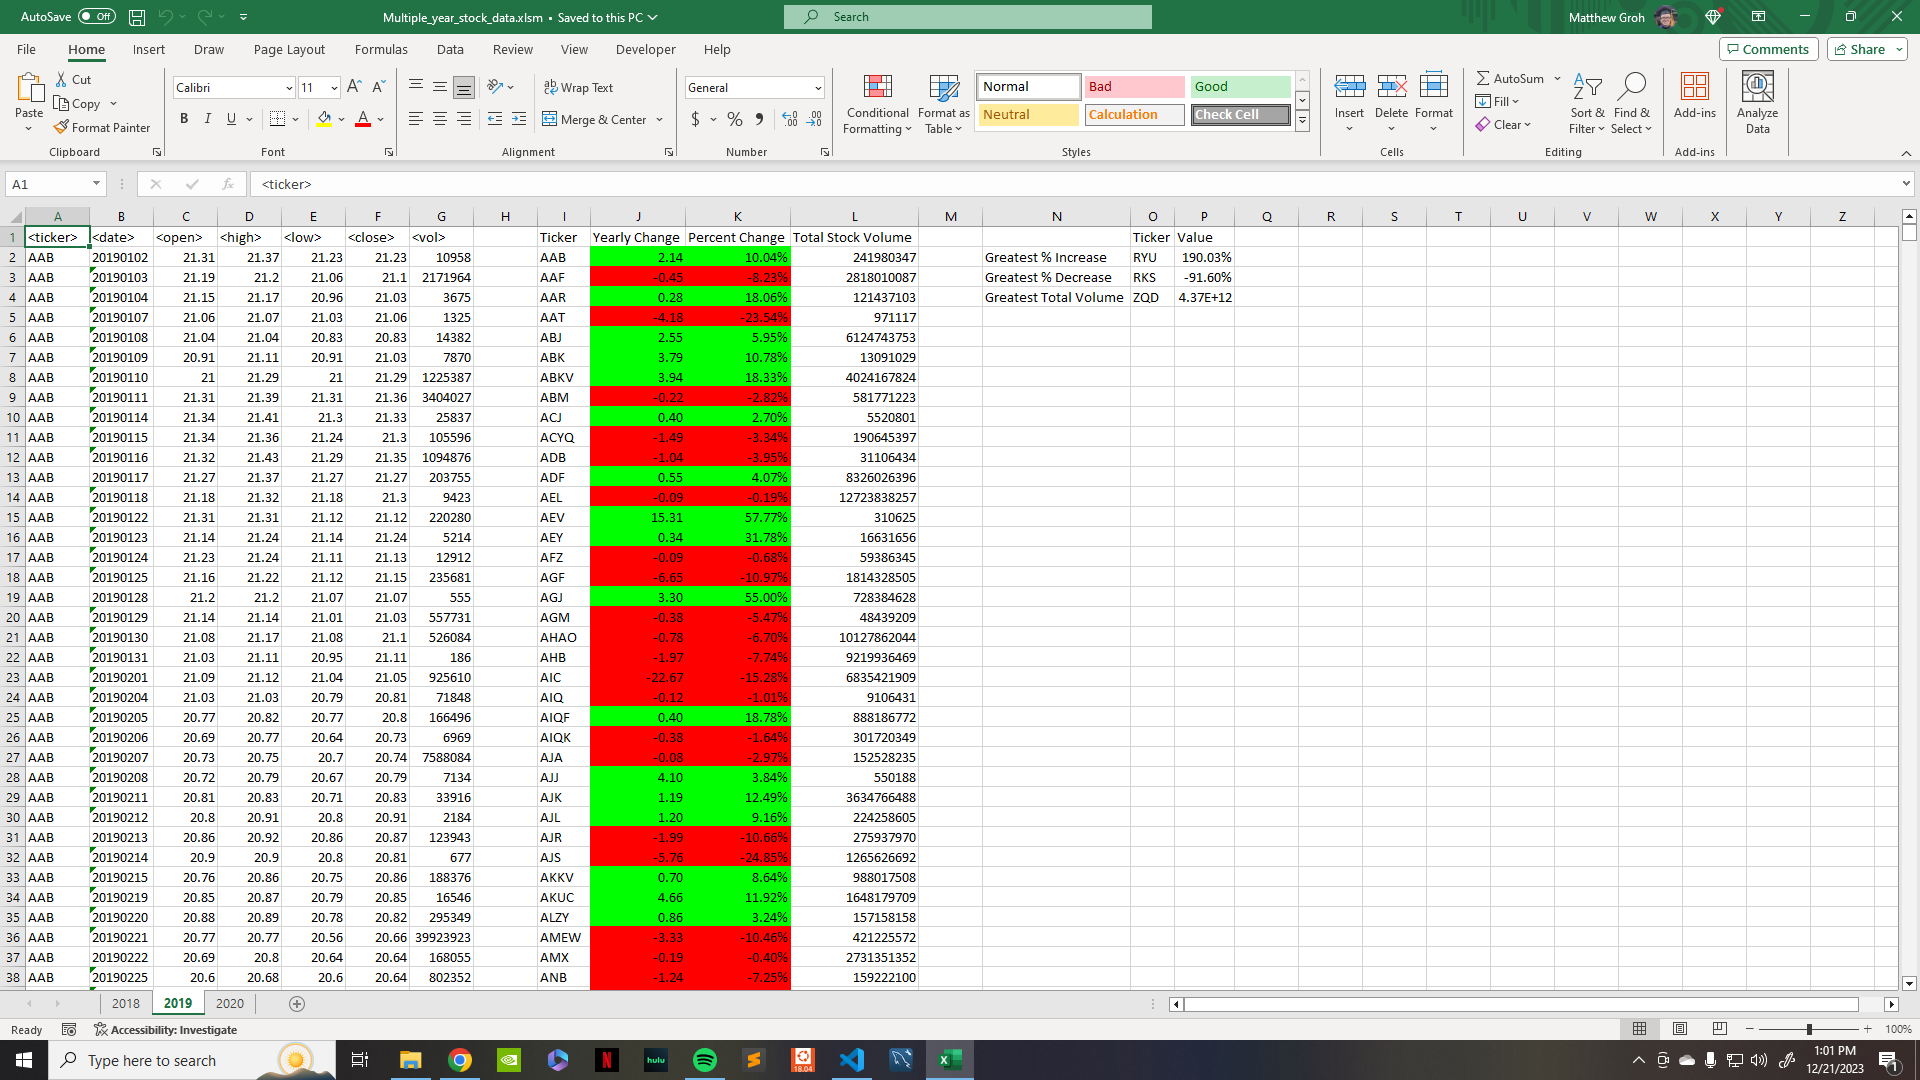 AutoSave Off Multiple_year_stock_data.xlsm • Saved to this PC Search Matthew Groh
File Home Insert Draw Page Layout Formulas Data Review View Developer Help Comments Share
Cut Calibri 11 Wrap Text General Normal Bad Good AutoSum
Copy Fill
Paste Format Painter B I U Merge & Center $ % Conditional Formatting Format as Table Neutral Calculation Check Cell Insert Delete Format Clear Sort & Filter Find & Select Add-ins Analyze Data
Clipboard Font Alignment Number Styles Cells Editing Add-ins
A1 fx <ticker>
A B C D E F G H I J K L M N O P Q R S T U V W X Y Z
1 <ticker> <date> <open> <high> <low> <close> <vol> Ticker Yearly Change Percent Change Total Stock Volume Ticker Value
2 AAB 20190102 21.31 21.37 21.23 21.23 10958 AAB 2.14 10.04% 241980347 Greatest % Increase RYU 190.03%
3 AAB 20190103 21.19 21.2 21.06 21.1 2171964 AAF -0.45 -8.23% 2818010087 Greatest % Decrease RKS -91.60%
4 AAB 20190104 21.15 21.17 20.96 21.03 3675 AAR 0.28 18.06% 121437103 Greatest Total Volume ZQD 4.37E+12
5 AAB 20190107 21.06 21.07 21.03 21.06 1325 AAT -4.18 -23.54% 971117
6 AAB 20190108 21.04 21.04 20.83 20.83 14382 ABJ 2.55 5.95% 6124743753
7 AAB 20190109 20.91 21.11 20.91 21.03 7870 ABK 3.79 10.78% 13091029
8 AAB 20190110 21 21.29 21 21.29 1225387 ABKV 3.94 18.33% 4024167824
9 AAB 20190111 21.31 21.39 21.31 21.36 3404027 ABM -0.22 -2.82% 581771223
10 AAB 20190114 21.34 21.41 21.3 21.33 25837 ACJ 0.40 2.70% 5520801
11 AAB 20190115 21.34 21.36 21.24 21.3 105596 ACYQ -1.49 -3.34% 190645397
12 AAB 20190116 21.32 21.43 21.29 21.35 1094876 ADB -1.04 -3.95% 31106434
13 AAB 20190117 21.27 21.37 21.27 21.27 203755 ADF 0.55 4.07% 8326026396
14 AAB 20190118 21.18 21.32 21.18 21.3 9423 AEL -0.09 -0.19% 12723838257
15 AAB 20190122 21.31 21.31 21.12 21.12 220280 AEV 15.31 57.77% 310625
16 AAB 20190123 21.14 21.24 21.14 21.24 5214 AEY 0.34 31.78% 16631656
17 AAB 20190124 21.23 21.24 21.11 21.13 12912 AFZ -0.09 -0.68% 59386345
18 AAB 20190125 21.16 21.22 21.12 21.15 235681 AGF -6.65 -10.97% 1814328505
19 AAB 20190128 21.2 21.2 21.07 21.07 555 AGJ 3.30 55.00% 728384628
20 AAB 20190129 21.14 21.14 21.01 21.03 557731 AGM -0.38 -5.47% 48439209
21 AAB 20190130 21.08 21.17 21.08 21.1 526084 AHAO -0.78 -6.70% 10127862044
22 AAB 20190131 21.03 21.11 20.95 21.11 186 AHB -1.97 -7.74% 9219936469
23 AAB 20190201 21.09 21.12 21.04 21.05 925610 AIC -22.67 -15.28% 6835421909
24 AAB 20190204 21.03 21.03 20.79 20.81 71848 AIQ -0.12 -1.01% 9106431
25 AAB 20190205 20.77 20.82 20.77 20.8 166496 AIQF 0.40 18.78% 888186772
26 AAB 20190206 20.69 20.77 20.64 20.73 6969 AIQK -0.38 -1.64% 301720349
27 AAB 20190207 20.73 20.75 20.7 20.74 7588084 AJA -0.08 -2.97% 152528235
28 AAB 20190208 20.72 20.79 20.67 20.79 7134 AJJ 4.10 3.84% 550188
29 AAB 20190211 20.81 20.83 20.71 20.83 33916 AJK 1.19 12.49% 3634766488
30 AAB 20190212 20.8 20.91 20.8 20.91 2184 AJL 1.20 9.16% 224258605
31 AAB 20190213 20.86 20.92 20.86 20.87 123943 AJR -1.99 -10.66% 275937970
32 AAB 20190214 20.9 20.9 20.8 20.81 677 AJS -5.76 -24.85% 1265626692
33 AAB 20190215 20.76 20.86 20.75 20.86 188376 AKKV 0.70 8.64% 988017508
34 AAB 20190219 20.85 20.87 20.79 20.85 16546 AKUC 4.66 11.92% 1648179709
35 AAB 20190220 20.88 20.89 20.78 20.82 295349 ALZY 0.86 3.24% 157158158
36 AAB 20190221 20.77 20.77 20.56 20.66 39923923 AMEW -3.33 -10.46% 421225572
37 AAB 20190222 20.69 20.8 20.64 20.64 168055 AMX -0.19 -0.40% 2731351352
38 AAB 20190225 20.6 20.68 20.6 20.64 802352 ANB -1.24 -7.25% 159222100
2018 2019 2020
Ready Accessibility: Investigate 100%
Type here to search N hulu 18.04 1:01 PM
12/21/2023 1